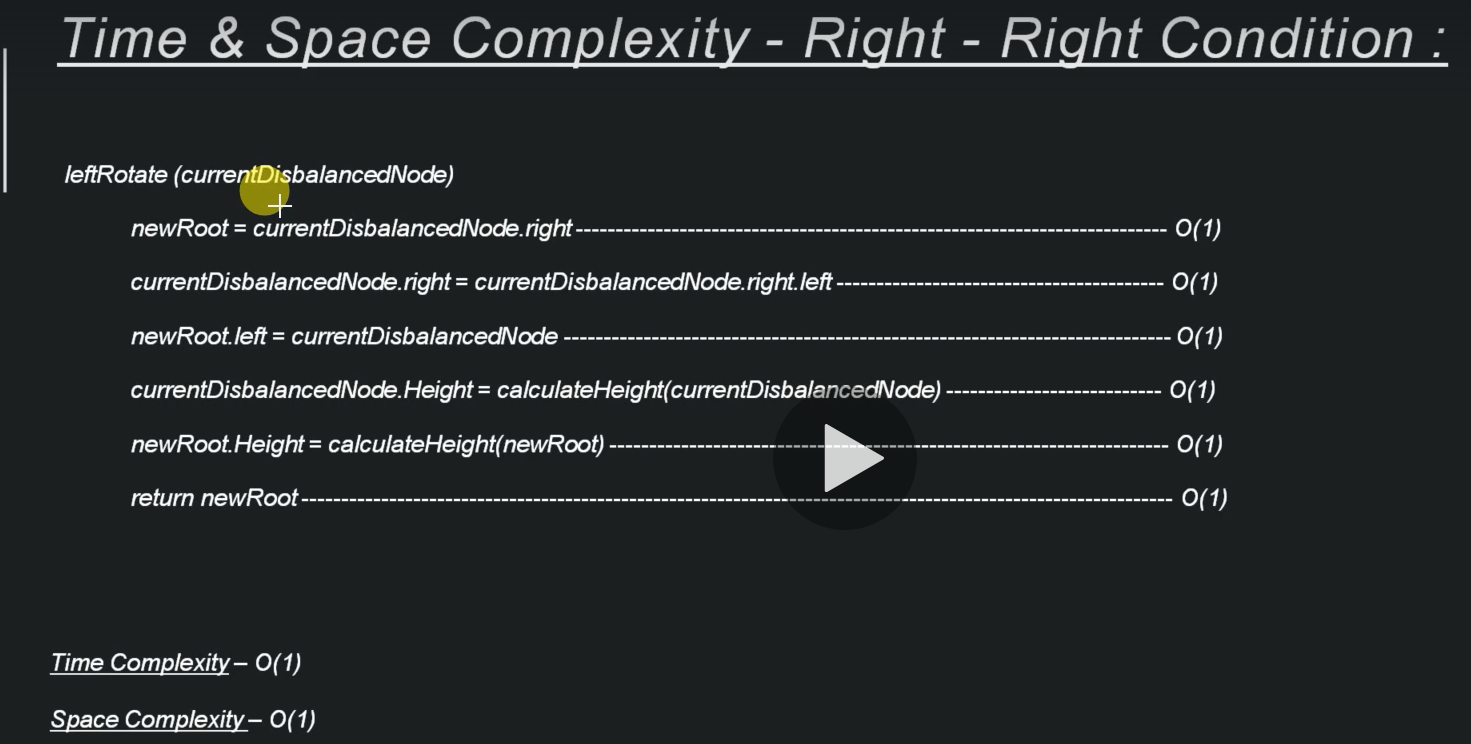 Time & Space Complexity - Right - Right Condition :
leftRotate (currentDisbalancedNode)
newRoot = currentDisbalancedNode.right -------------------------------------------------------------------------- O(1)
currentDisbalancedNode.right = currentDisbalancedNode.right.left ----------------------------------------- O(1)
newRoot.left = currentDisbalancedNode ---------------------------------------------------------------------------- O(1)
currentDisbalancedNode.Height = calculateHeight(currentDisbalancedNode) --------------------------- O(1)
newRoot.Height = calculateHeight(newRoot) ---------------------------------------------------------------------- O(1)
return newRoot ------------------------------------------------------------------------------------------------------------- O(1)
Time Complexity – O(1)
Space Complexity – O(1)